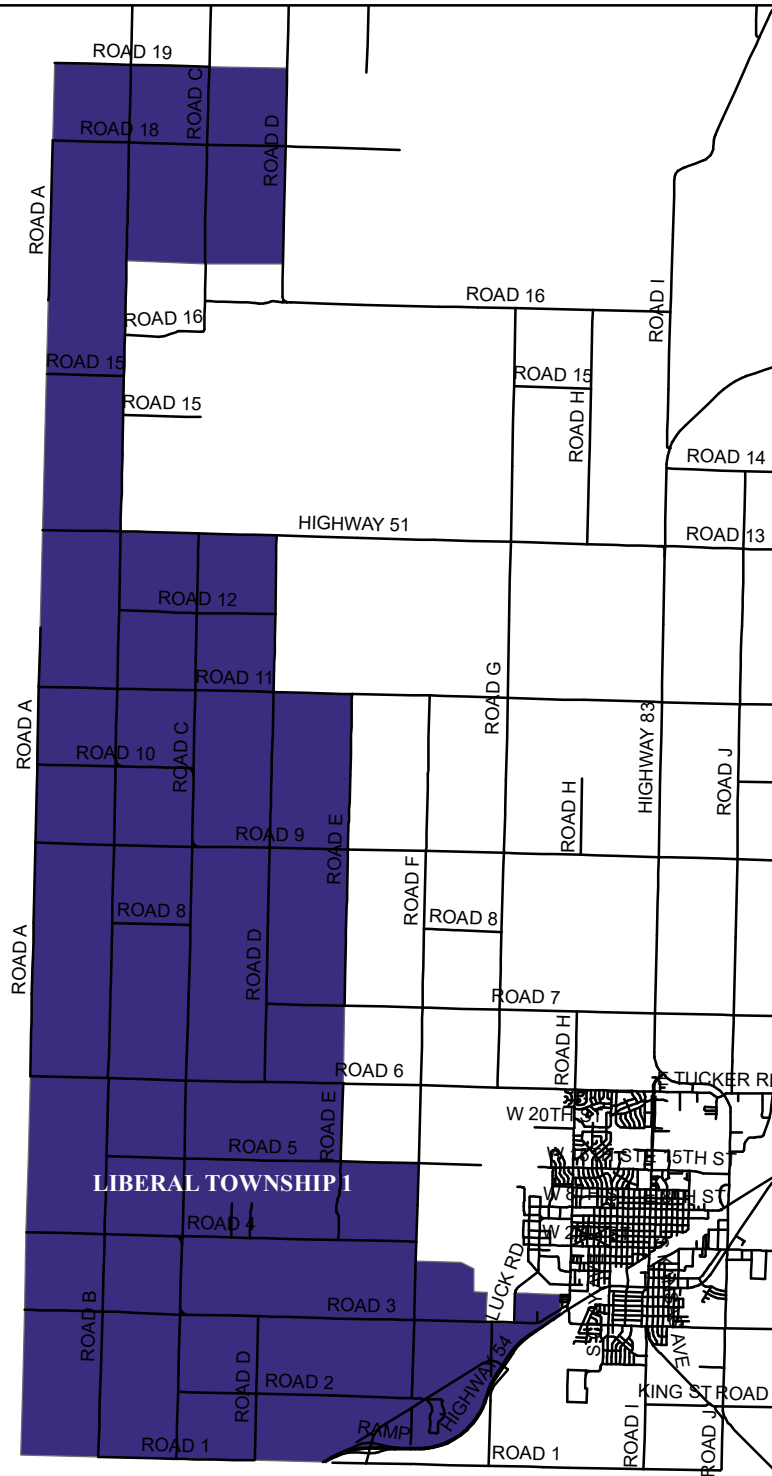 ROAD 19
ROAD C
ROAD D
ROAD 18
ROAD A
ROAD 16
ROAD I
ROAD 16
ROAD 15
ROAD 15
ROAD H
ROAD 15
ROAD 14
HIGHWAY 51
ROAD 13
ROAD 12
ROAD 11
ROAD G
ROAD A
ROAD C
ROAD 10
HIGHWAY 83
ROAD J
ROAD H
ROAD E
ROAD 9
ROAD F
ROAD 8
ROAD 8
ROAD A
ROAD D
ROAD 7
ROAD H
ROAD 6
E TUCKER
W 20TH
ROAD E
ROAD 5
E 15TH ST
LIBERAL TOWNSHIP 1
W 8TH
ROAD 4
LUCK RD
ROAD B
ROAD 3
AVE
ROAD D
ROAD 2
HIGHWAY 54
KING ST ROAD
RAMP
ROAD 1
ROAD 1
ROAD I
ROAD J